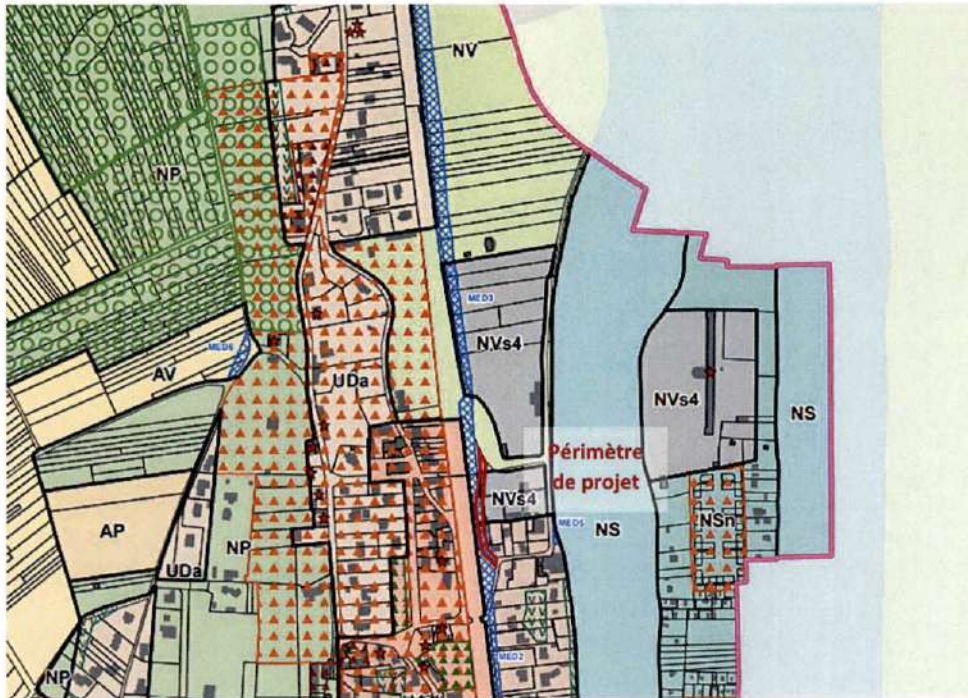 NV
NP
MED3
NVs4
MED6
AV
UDa
NVs4
NS
Périmètre
de projet
NVs4
NSn
AP
MED5
NS
NP
UDa
MED2
NP